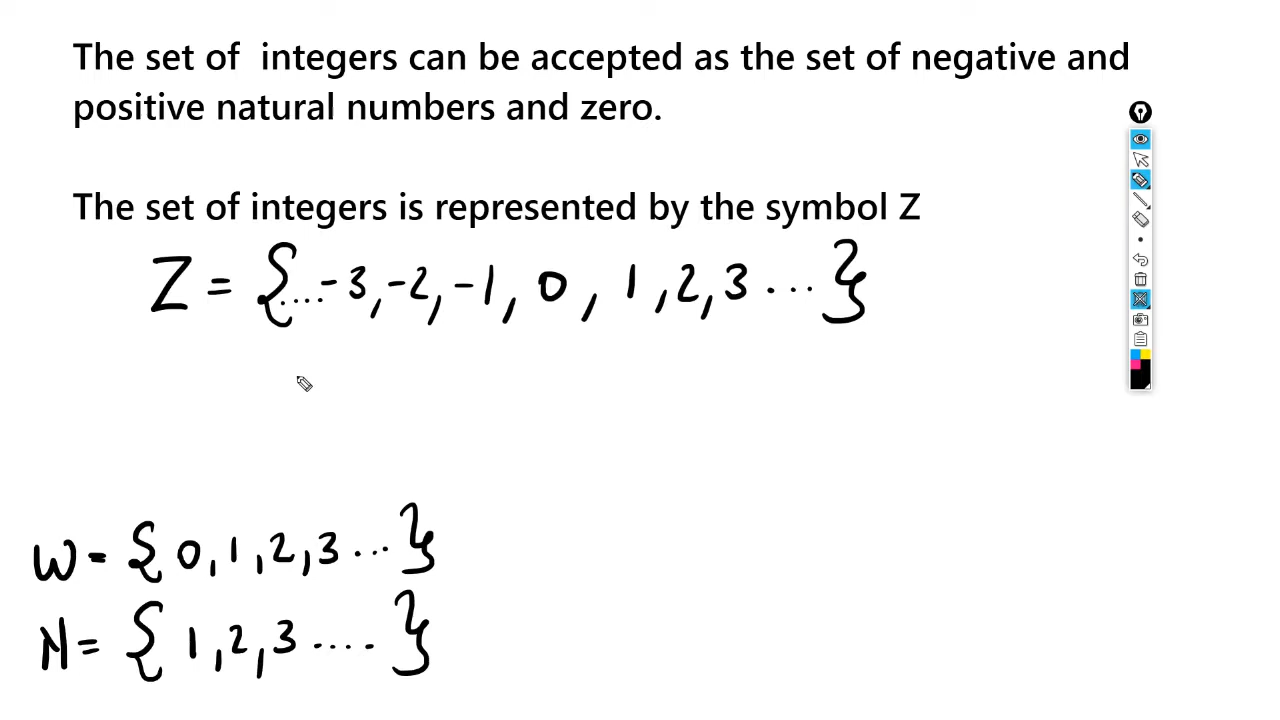 The set of integers can be accepted as the set of negative and
positive natural numbers and zero.
The set of integers is represented by the symbol Z
Z = {....-3,-2,-1, 0, 1,2,3...}
W = {0,1,2,3...}
N = {1,2,3....}